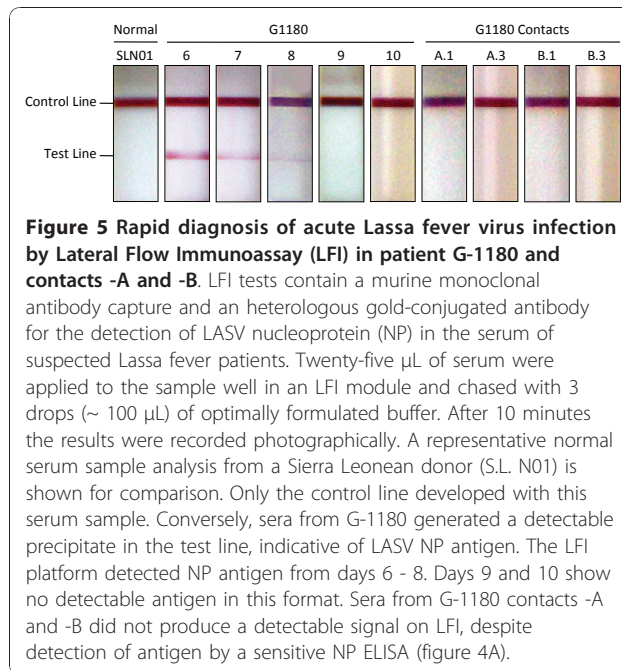 Normal G1180 G1180 Contacts
SLN01 6 7 8 9 10 A.1 A.3 B.1 B.3
Control Line
Test Line
Figure 5 Rapid diagnosis of acute Lassa fever virus infection
by Lateral Flow Immunoassay (LFI) in patient G-1180 and
contacts -A and -B. LFI tests contain a murine monoclonal
antibody capture and an heterologous gold-conjugated antibody
for the detection of LASV nucleoprotein (NP) in the serum of
suspected Lassa fever patients. Twenty-five μL of serum were
applied to the sample well in an LFI module and chased with 3
drops (~ 100 μL) of optimally formulated buffer. After 10 minutes
the results were recorded photographically. A representative normal
serum sample analysis from a Sierra Leonean donor (S.L. N01) is
shown for comparison. Only the control line developed with this
serum sample. Conversely, sera from G-1180 generated a detectable
precipitate in the test line, indicative of LASV NP antigen. The LFI
platform detected NP antigen from days 6 - 8. Days 9 and 10 show
no detectable antigen in this format. Sera from G-1180 contacts -A
and -B did not produce a detectable signal on LFI, despite
detection of antigen by a sensitive NP ELISA (figure 4A).